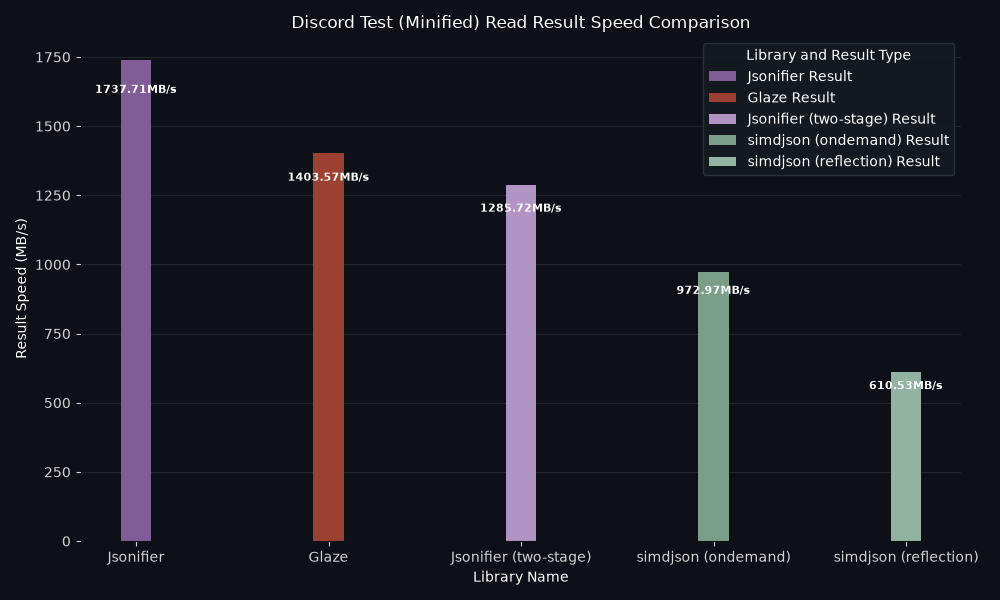 Discord Test (Minified) Read Result Speed Comparison
Library and Result Type
Jsonifier Result
Glaze Result
Jsonifier (two-stage) Result
simdjson (ondemand) Result
simdjson (reflection) Result
Result Speed (MB/s)
1750
1500
1250
1000
750
500
250
0
1737.71MB/s
1403.57MB/s
1285.72MB/s
972.97MB/s
610.53MB/s
Jsonifier
Glaze
Jsonifier (two-stage)
simdjson (ondemand)
simdjson (reflection)
Library Name